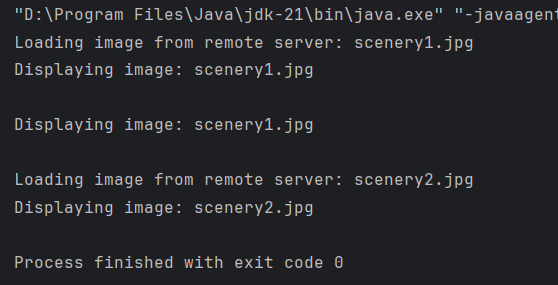 "D:\Program Files\Java\jdk-21\bin\java.exe" "-javaagent
Loading image from remote server: scenery1.jpg
Displaying image: scenery1.jpg
Displaying image: scenery1.jpg
Loading image from remote server: scenery2.jpg
Displaying image: scenery2.jpg
Process finished with exit code 0